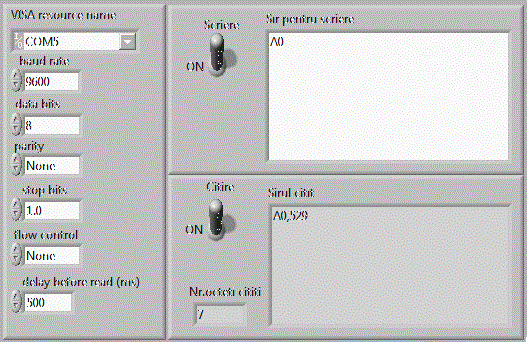 VISA resource name
COM5
baud rate
9600
data bits
8
parity
None
stop bits
1.0
flow control
None
delay before read (ms)
500
Scriere
ON
Sir pentru scriere
A0
Citire
ON
Nr.octeti cititi
7
Sirul citit
A0,529